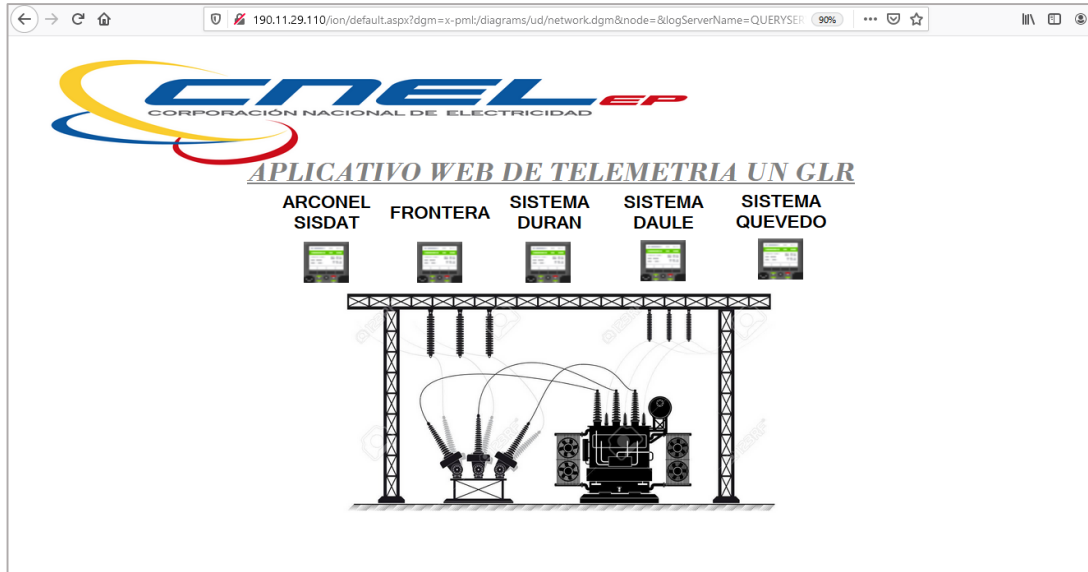 190.11.29.110/ion/default.aspx?dgm=x-pml:/diagrams/ud/network.dgm&node=&logServerName=QUERYSER
90%
CNEL EP
CORPORACIÓN NACIONAL DE ELECTRICIDAD
APLICATIVO WEB DE TELEMETRIA UN GLR
ARCONEL
SISDAT
FRONTERA
SISTEMA
DURAN
SISTEMA
DAULE
SISTEMA
QUEVEDO